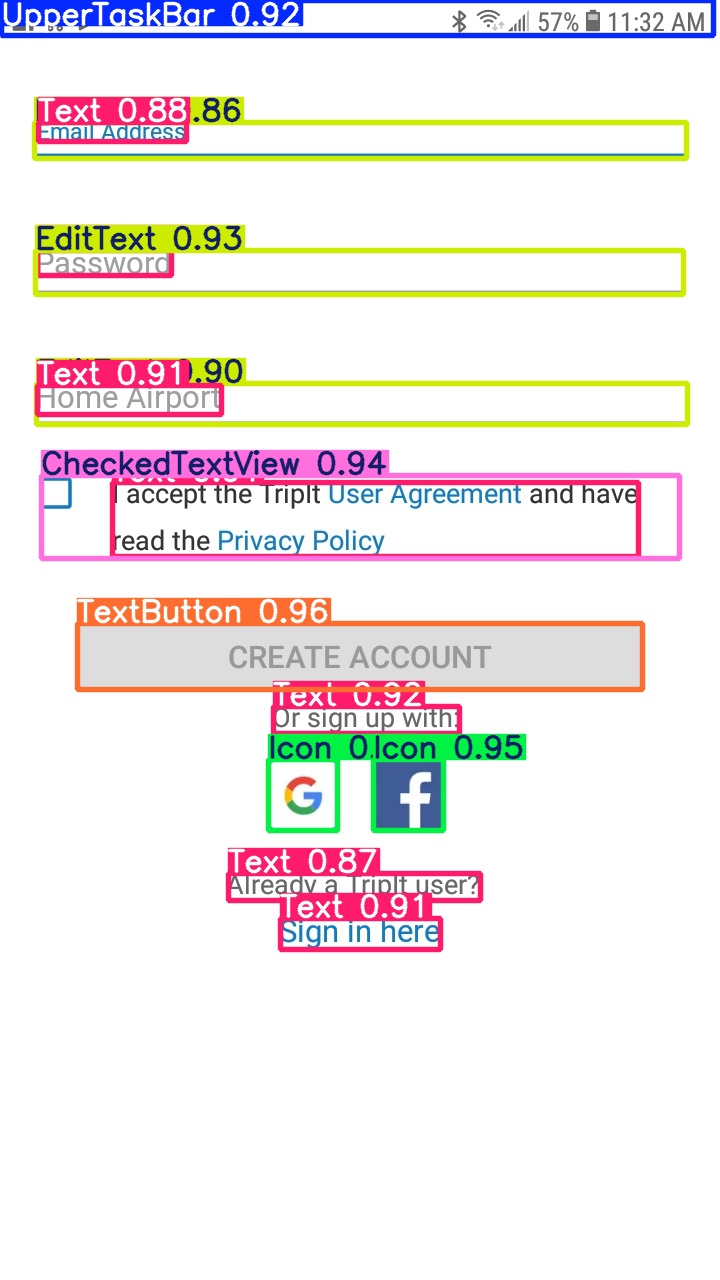 UpperTaskBar 0.92
57% 11:32 AM
Text 0.88 .86
Email Address
EditText 0.93
Password
Text 0.91 0.90
Home Airport
CheckedTextView 0.94
I accept the TripIt User Agreement and have
read the Privacy Policy
TextButton 0.96
CREATE ACCOUNT
Text 0.92
Or sign up with:
Icon 0. Icon 0.95
G f
Text 0.87
Already a TripIt user?
Text 0.91
Sign in here